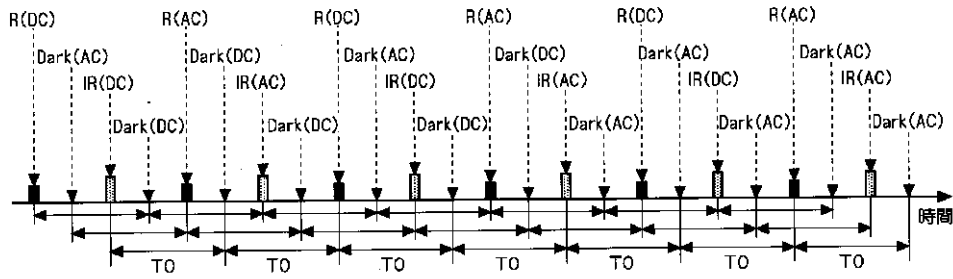 R(DC) R(AC) R(DC) R(AC) R(DC) R(AC)
Dark(AC) Dark(DC) Dark(AC) Dark(DC) Dark(AC) Dark(AC)
IR(DC) IR(AC) IR(DC) IR(AC) IR(DC) IR(AC)
Dark(DC) Dark(DC) Dark(DC) Dark(AC) Dark(AC) Dark(AC)
時間
T0 T0 T0 T0 T0 T0 T0